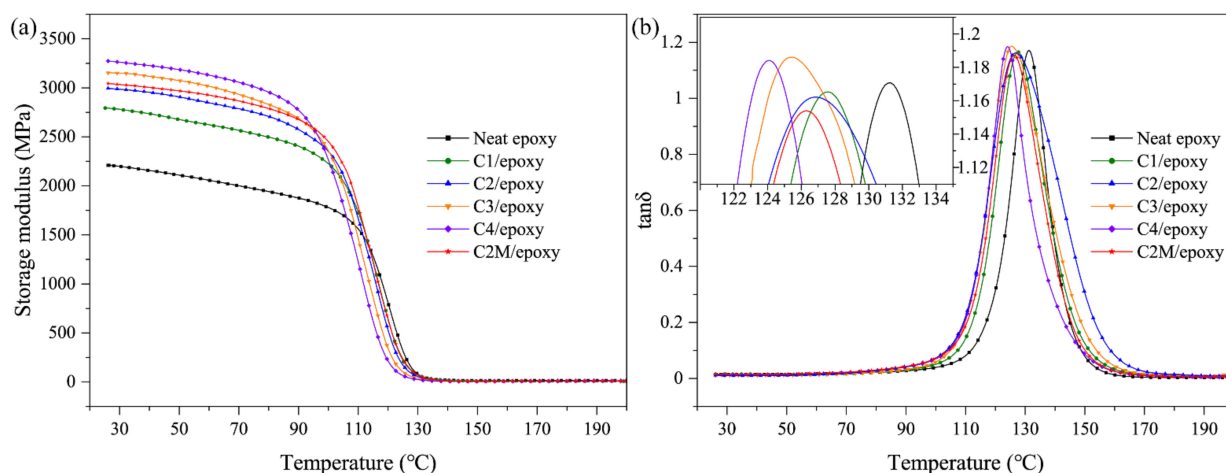 (a)
3500
3000
2500
2000
1500
1000
500
0
30 50 70 90 110 130 150 170 190
Storage modulus (MPa)
Temperature (℃)
Neat epoxy
C1/epoxy
C2/epoxy
C3/epoxy
C4/epoxy
C2M/epoxy
(b)
1.2
1
0.8
0.6
0.4
0.2
0
70 90 110 130 150 170 190
30 50
tanδ
Temperature (℃)
122 124 126 128 130 132 134
1.2
1.19
1.18
1.16
1.14
1.12
Neat epoxy
C1/epoxy
C2/epoxy
C3/epoxy
C4/epoxy
C2M/epoxy